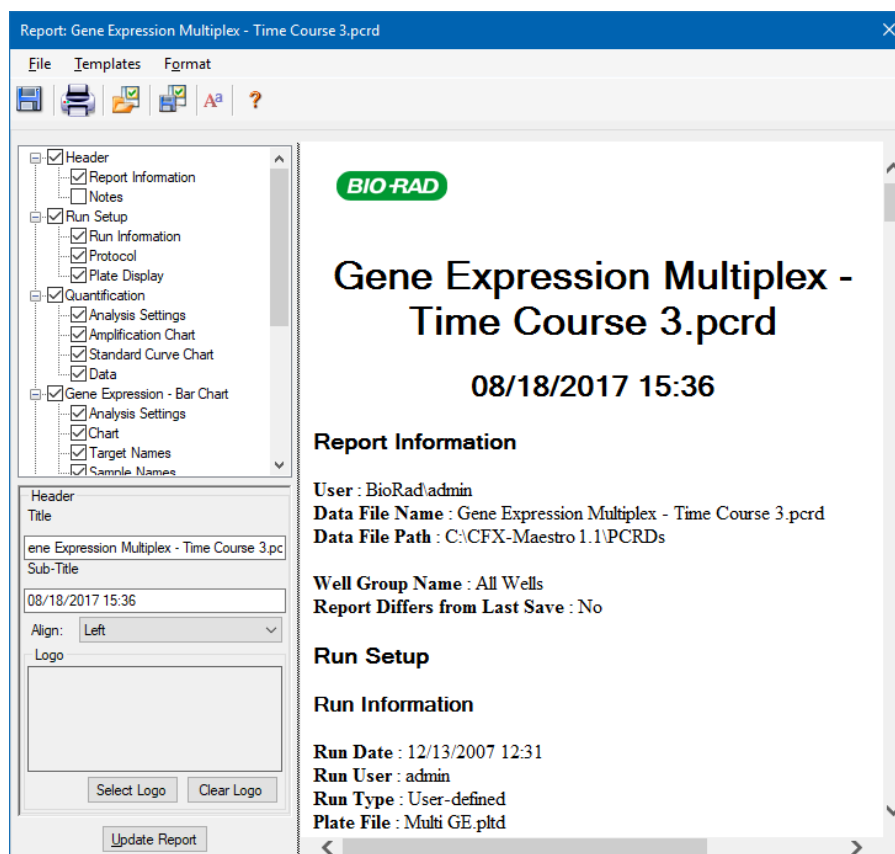 Report: Gene Expression Multiplex - Time Course 3.pcrd
File Templates Format
Aa ?
Header
Report Information
Notes
Run Setup
Run Information
Protocol
Plate Display
Quantification
Analysis Settings
Amplification Chart
Standard Curve Chart
Data
Gene Expression - Bar Chart
Analysis Settings
Chart
Target Names
Sample Names
Header
Title
ene Expression Multiplex - Time Course 3.pc
Sub-Title
08/18/2017 15:36
Align: Left
Logo
Select Logo Clear Logo
Update Report
BIO-RAD
Gene Expression Multiplex -
Time Course 3.pcrd
08/18/2017 15:36
Report Information
User : BioRad\admin
Data File Name : Gene Expression Multiplex - Time Course 3.pcrd
Data File Path : C:\CFX-Maestro 1.1\PCRDs
Well Group Name : All Wells
Report Differs from Last Save : No
Run Setup
Run Information
Run Date : 12/13/2007 12:31
Run User : admin
Run Type : User-defined
Plate File : Multi GE.pltd